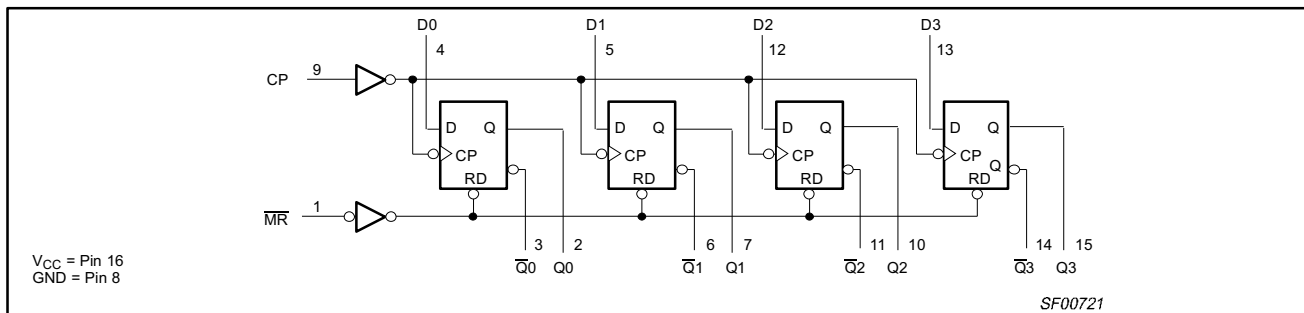 D0 D1 D2 D3
4 5 12 13
CP 9
D Q D Q D Q D Q
CP CP CP CP
Q
RD RD RD RD
MR 1
3 2 6 7 11 10 14 15
Q0 Q0 Q1 Q1 Q2 Q2 Q3 Q3
VCC = Pin 16
GND = Pin 8
SF00721